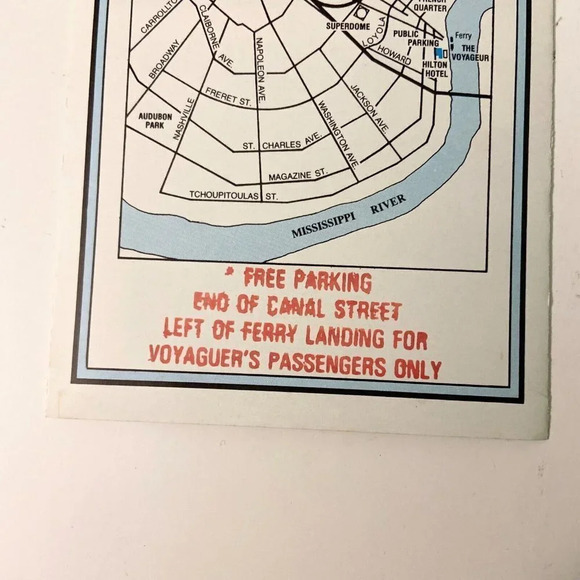 FRENCH
QUARTER
CARROLLTO
SUPERDOME
CLAIBORNE AVE.
LOYOLA
PUBLIC
PARKING
Ferry
THE
VOYAGEUR
HOWARD
HILTON
HOTEL
BROADWAY
NAPOLEON AVE.
NASHVILLE
FRERET ST.
JACKSON AVE.
WASHINGTON AVE.
AUDUBON
PARK
ST. CHARLES AVE.
MAGAZINE ST.
TCHOUPITOULAS ST.
MISSISSIPPI RIVER
* FREE PARKING
END OF CANAL STREET
LEFT OF FERRY LANDING FOR
VOYAGUER'S PASSENGERS ONLY